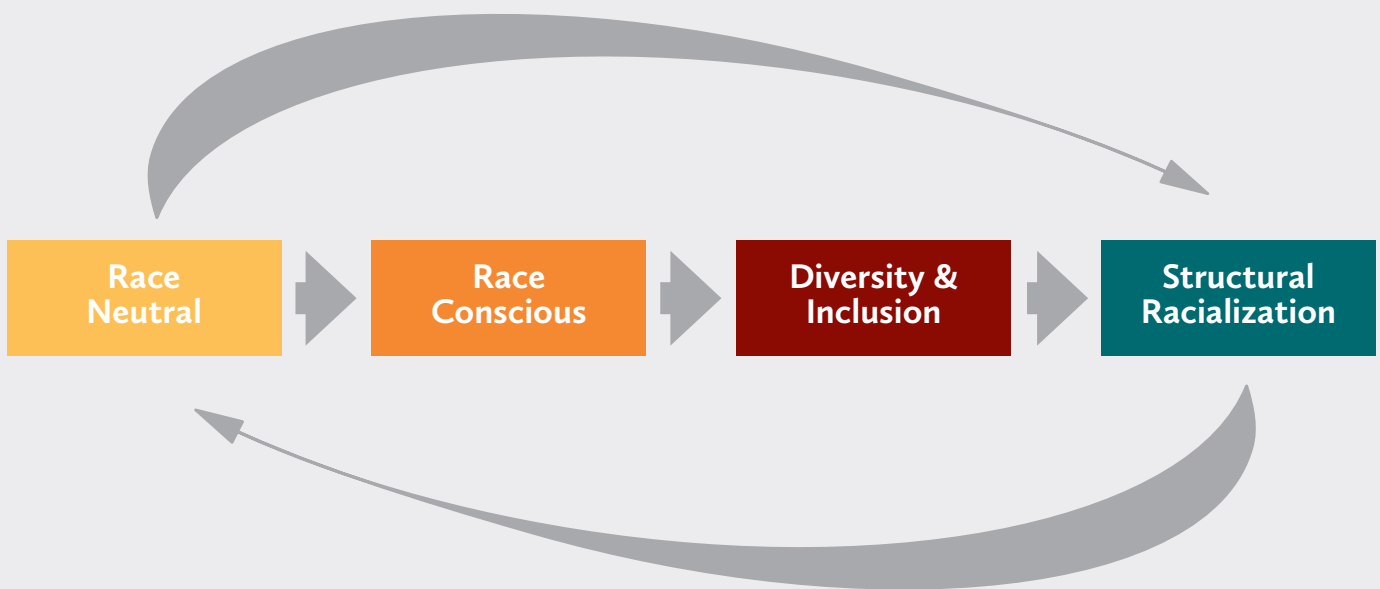 Race
Neutral
Race
Conscious
Diversity &
Inclusion
Structural
Racialization